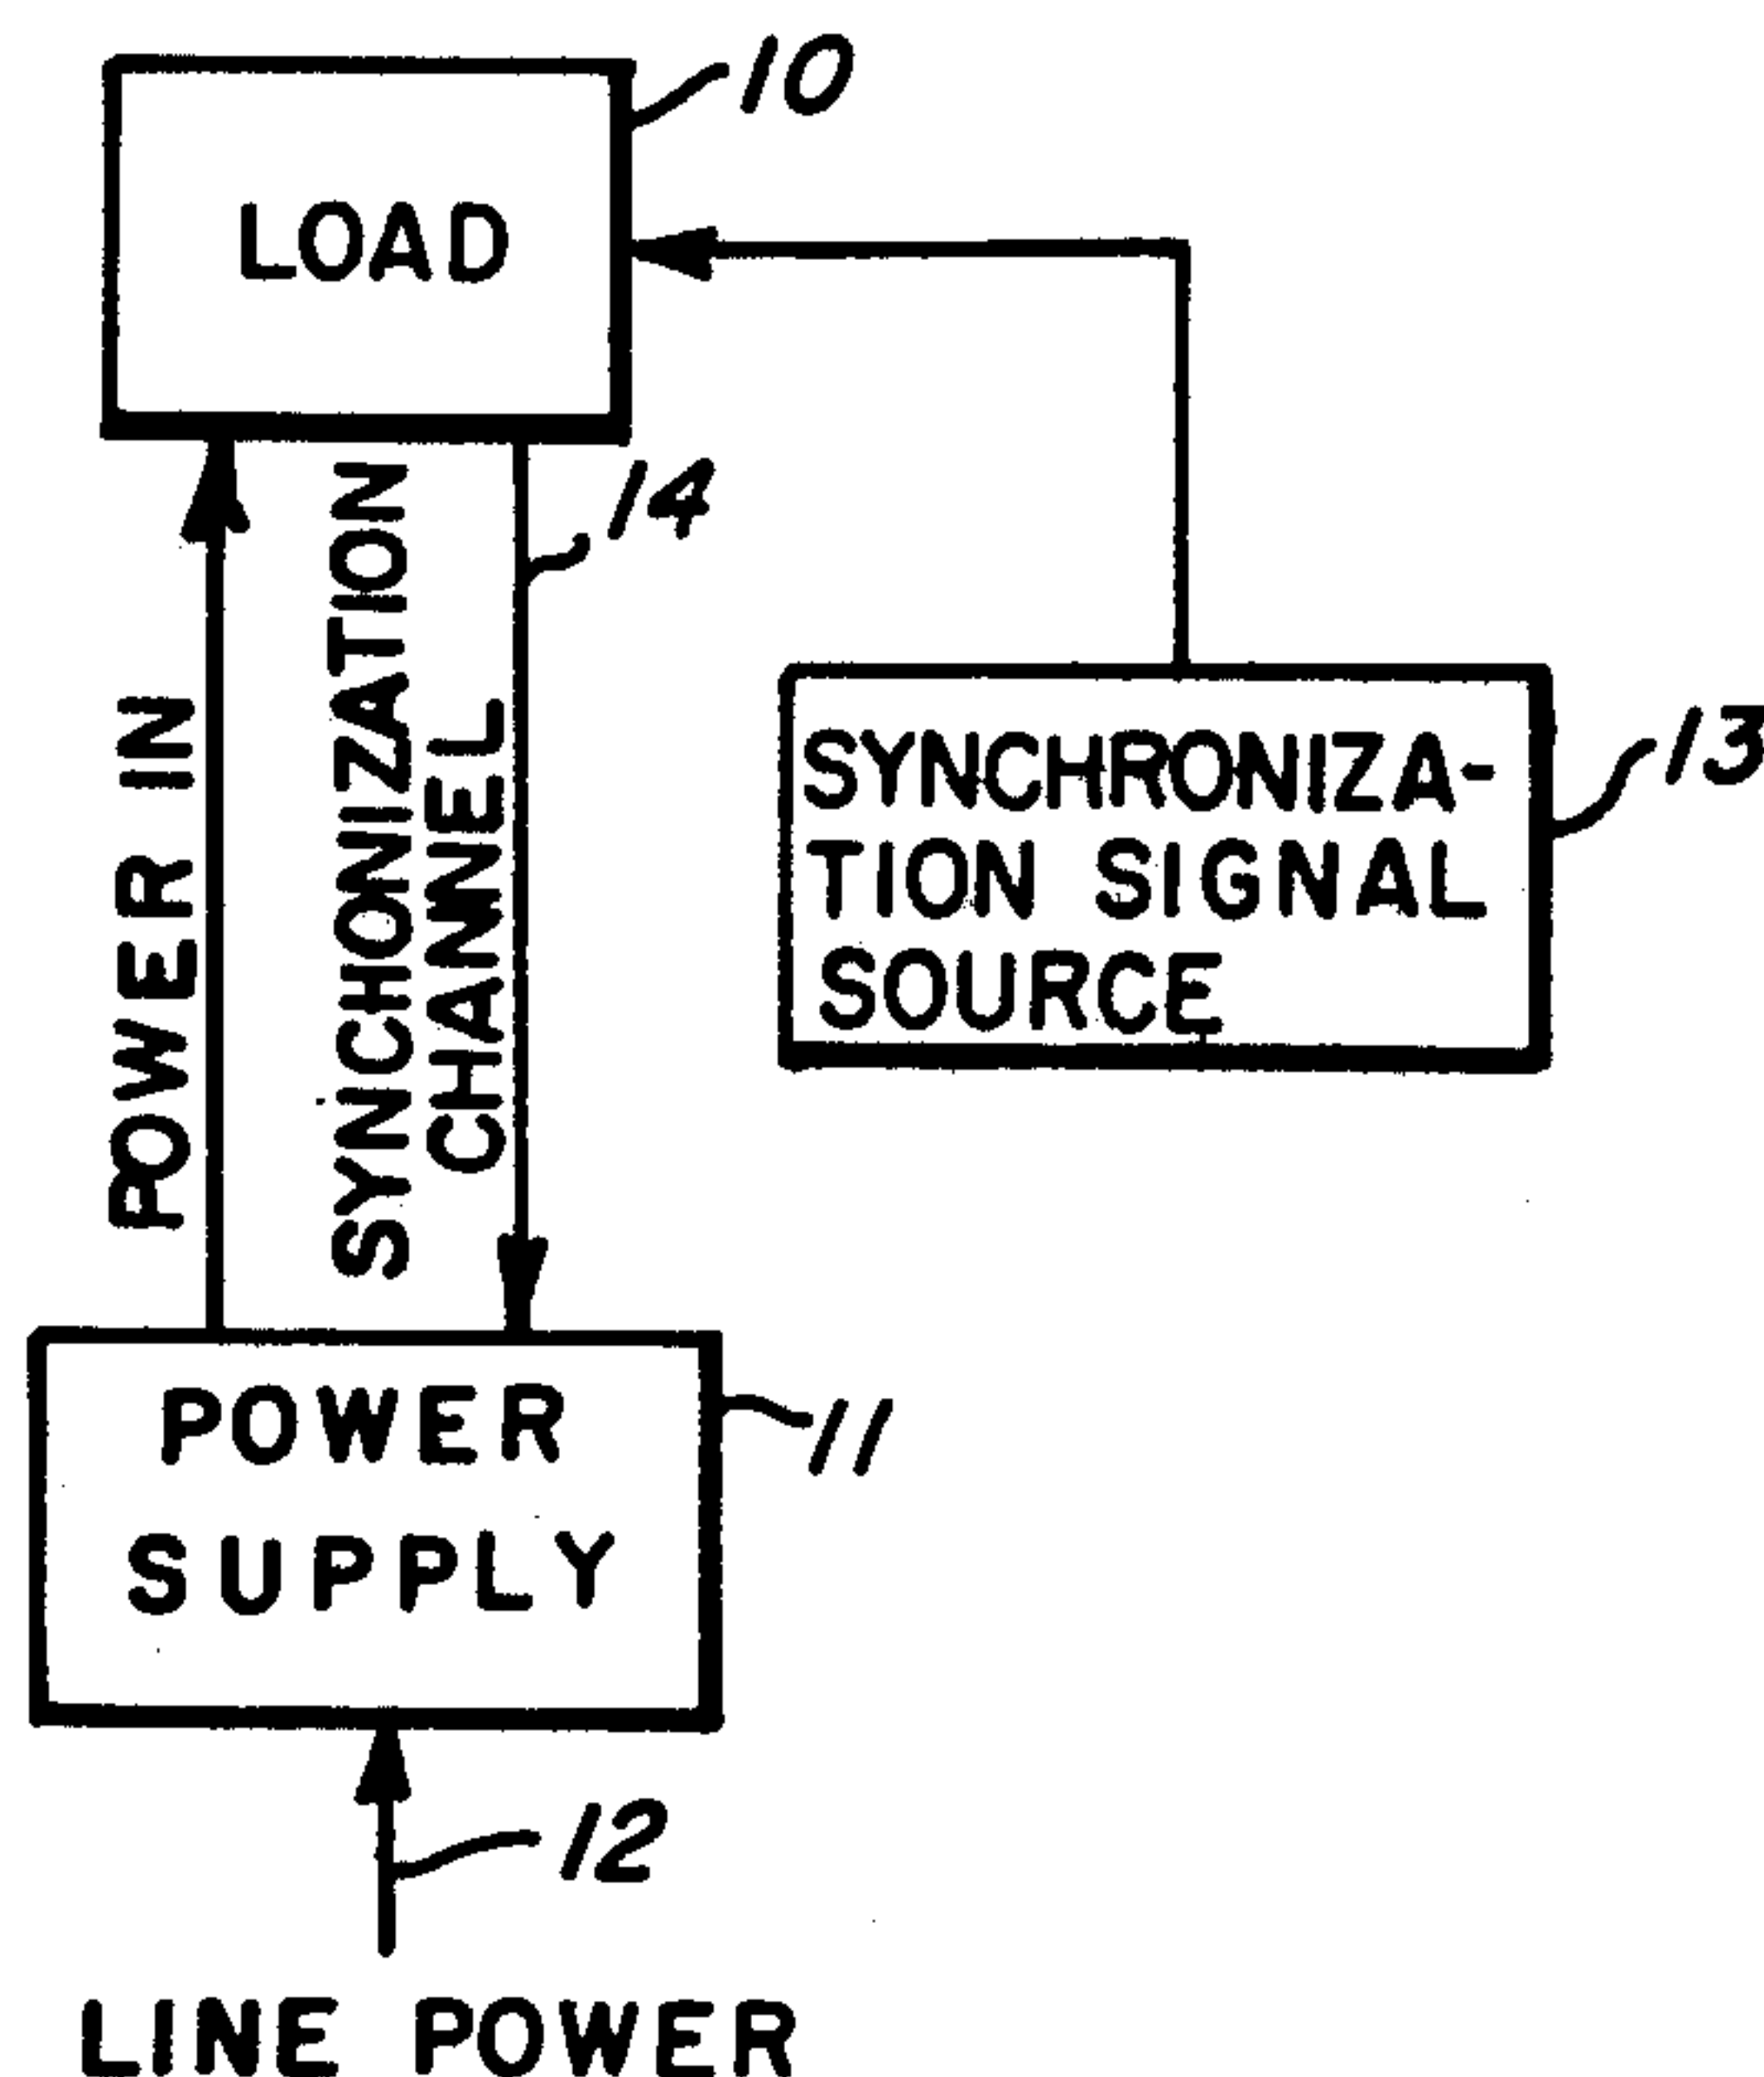 10
LOAD
14
POWER IN
SYNCHONIZATION
CHANNEL
13
SYNCHRONIZA-
TION SIGNAL
SOURCE
POWER
SUPPLY
11
12
LINE POWER